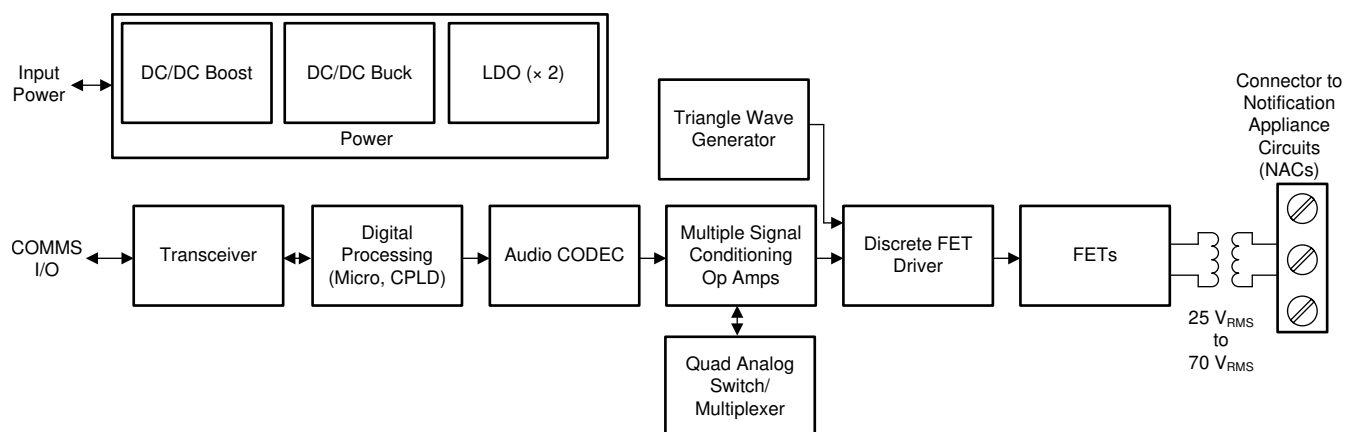 Input
Power
DC/DC Boost
DC/DC Buck
LDO (× 2)
Power
Triangle Wave
Generator
Connector to
Notification
Appliance
Circuits
(NACs)
COMMS
I/O
Transceiver
Digital
Processing
(Micro, CPLD)
Audio CODEC
Multiple Signal
Conditioning
Op Amps
Discrete FET
Driver
FETs
25 VRMS
to
70 VRMS
Quad Analog
Switch/
Multiplexer